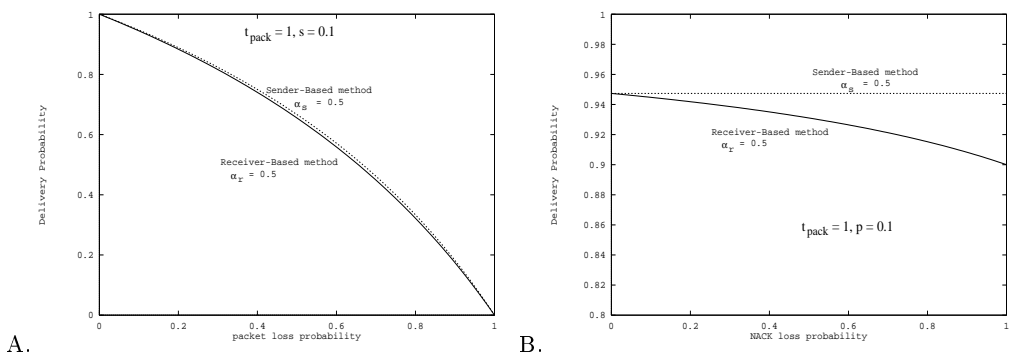 1
0.8
0.6
0.4
0.2
0
0 0.2 0.4 0.6 0.8 1
packet loss probability
Delivery Probability
t_pack = 1, s = 0.1
Sender-Based method
α_s = 0.5
Receiver-Based method
α_r = 0.5
A.
1
0.98
0.96
0.94
0.92
0.9
0.88
0.86
0.84
0.82
0.8
0 0.2 0.4 0.6 0.8 1
NACK loss probability
Delivery Probability
Sender-Based method
α_s = 0.5
Receiver-Based method
α_r = 0.5
t_pack = 1, p = 0.1
B.